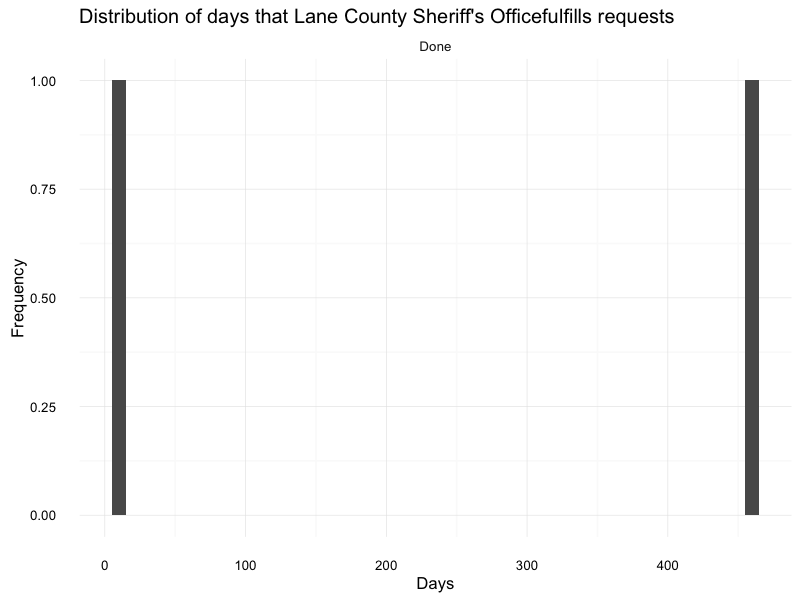 Distribution of days that Lane County Sheriff's Officefulfills requests
Done
1.00
0.75
0.50
0.25
0.00
Frequency
0 100 200 300 400
Days